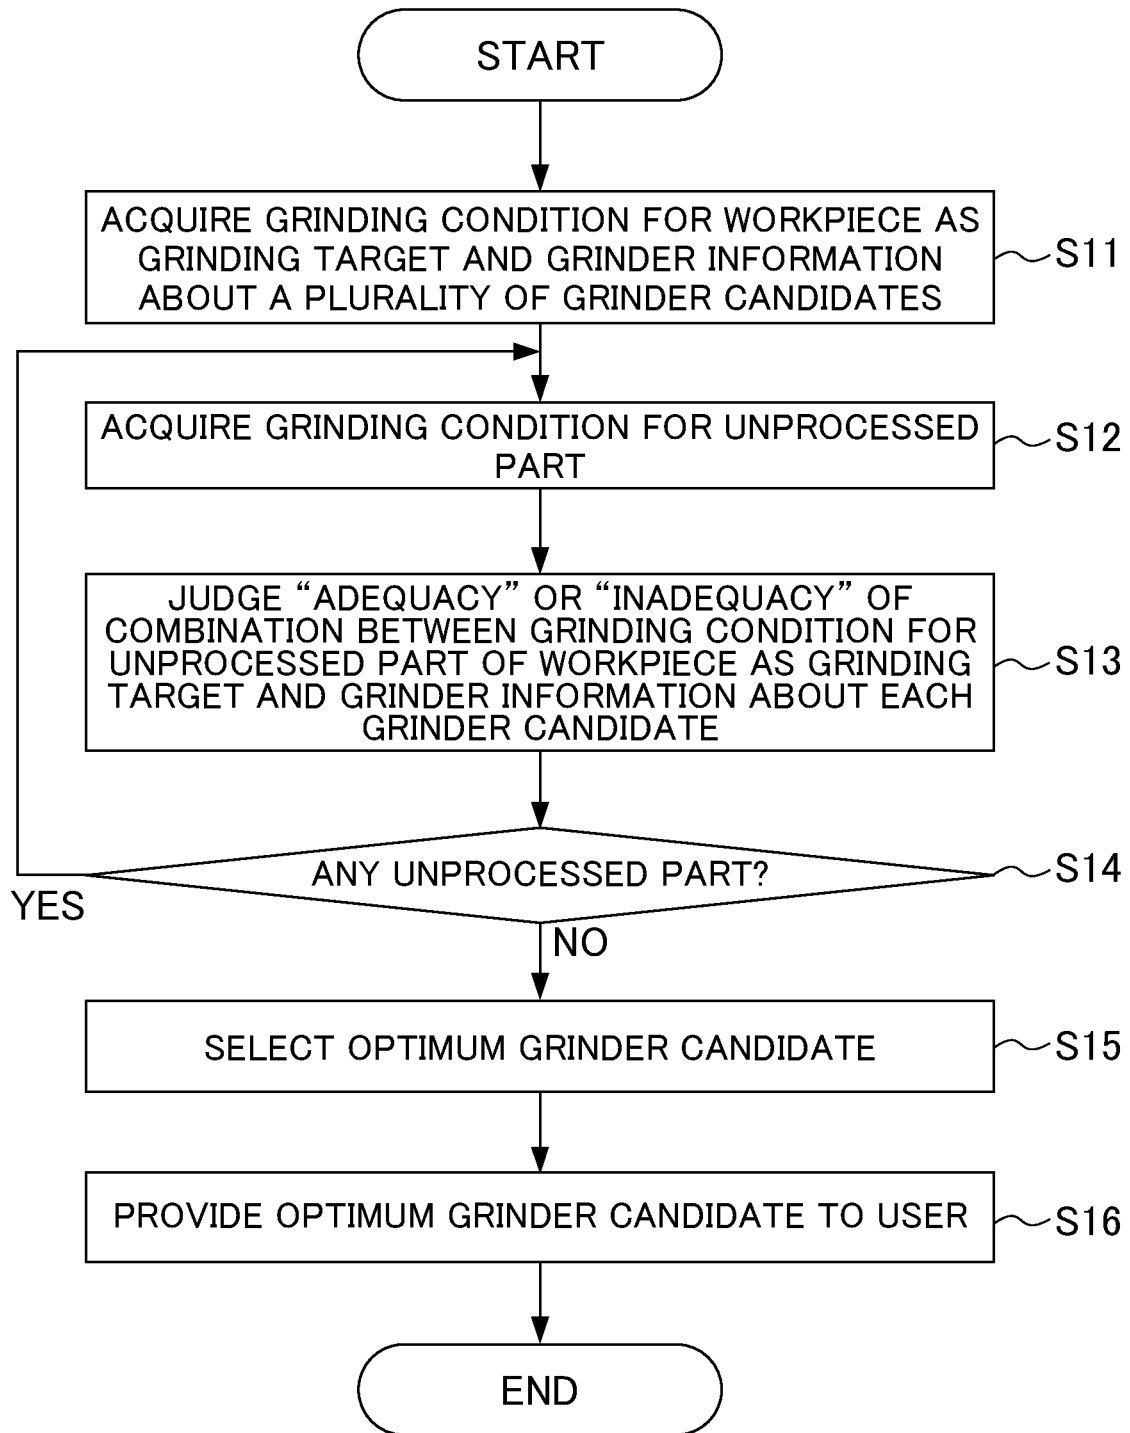 START
ACQUIRE GRINDING CONDITION FOR WORKPIECE AS
GRINDING TARGET AND GRINDER INFORMATION
ABOUT A PLURALITY OF GRINDER CANDIDATES
S11
ACQUIRE GRINDING CONDITION FOR UNPROCESSED
PART
S12
JUDGE “ADEQUACY” OR “INADEQUACY” OF
COMBINATION BETWEEN GRINDING CONDITION FOR
UNPROCESSED PART OF WORKPIECE AS GRINDING
TARGET AND GRINDER INFORMATION ABOUT EACH
GRINDER CANDIDATE
S13
ANY UNPROCESSED PART?
S14
YES
NO
SELECT OPTIMUM GRINDER CANDIDATE
S15
PROVIDE OPTIMUM GRINDER CANDIDATE TO USER
S16
END